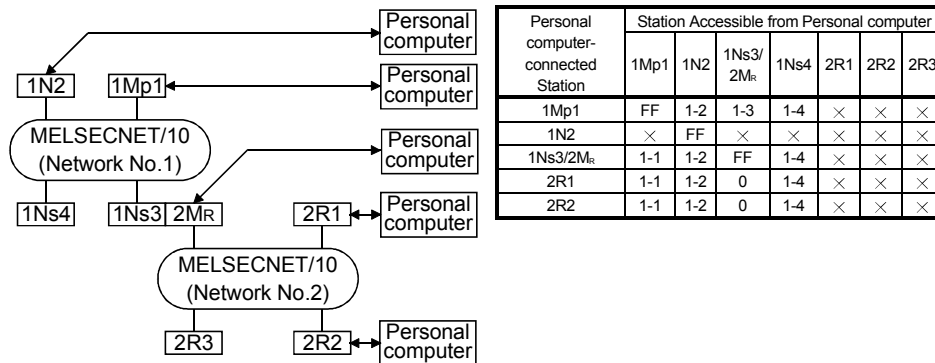 Personal
computer
1N2
1Mp1
Personal
computer
MELSECNET/10
(Network No.1)
Personal
computer
1Ns4
1Ns3
2MR
2R1
Personal
computer
MELSECNET/10
(Network No.2)
2R3
2R2
Personal
computer
Personal
computer-
connected
Station
Station Accessible from Personal computer
1Mp1 1N2 1Ns3/
2MR 1Ns4 2R1 2R2 2R3
1Mp1 FF 1-2 1-3 1-4 × × ×
1N2 × FF × × × × ×
1Ns3/2MR 1-1 1-2 FF 1-4 × × ×
2R1 1-1 1-2 0 1-4 × × ×
2R2 1-1 1-2 0 1-4 × × ×